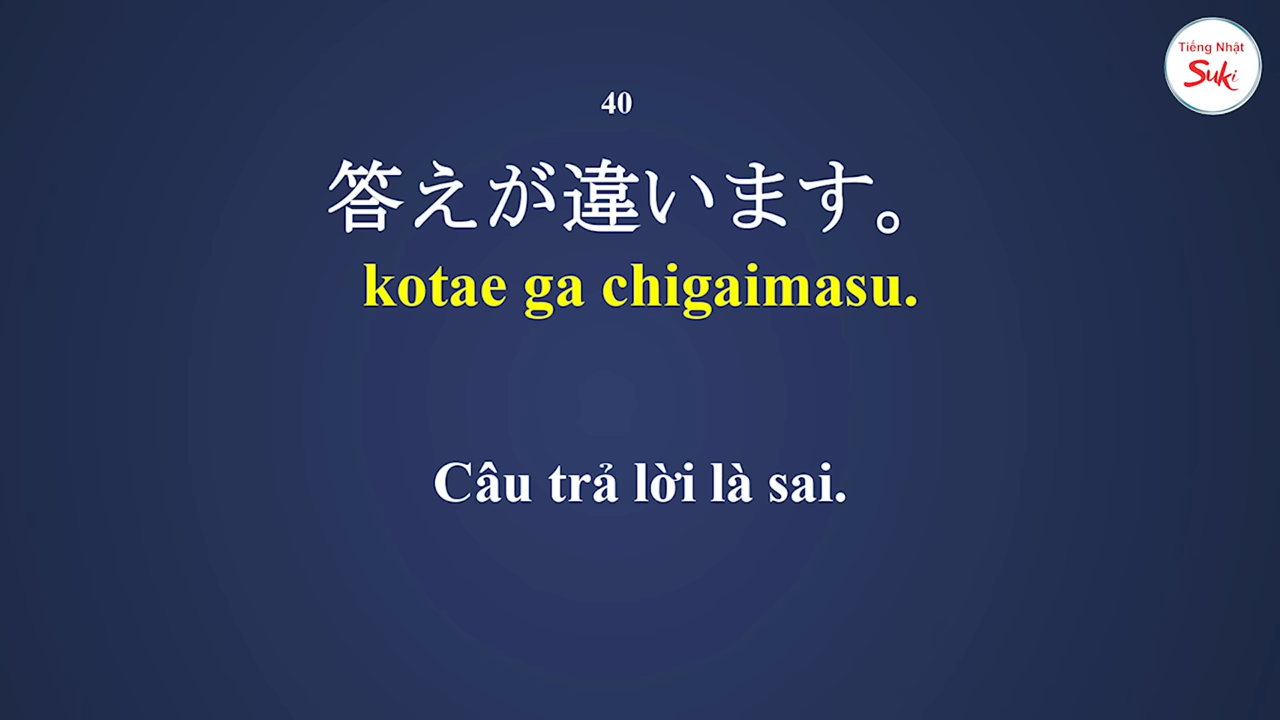 Tiếng Nhật
Suki
40
答えが違います。
kotae ga chigaimasu.
Câu trả lời là sai.